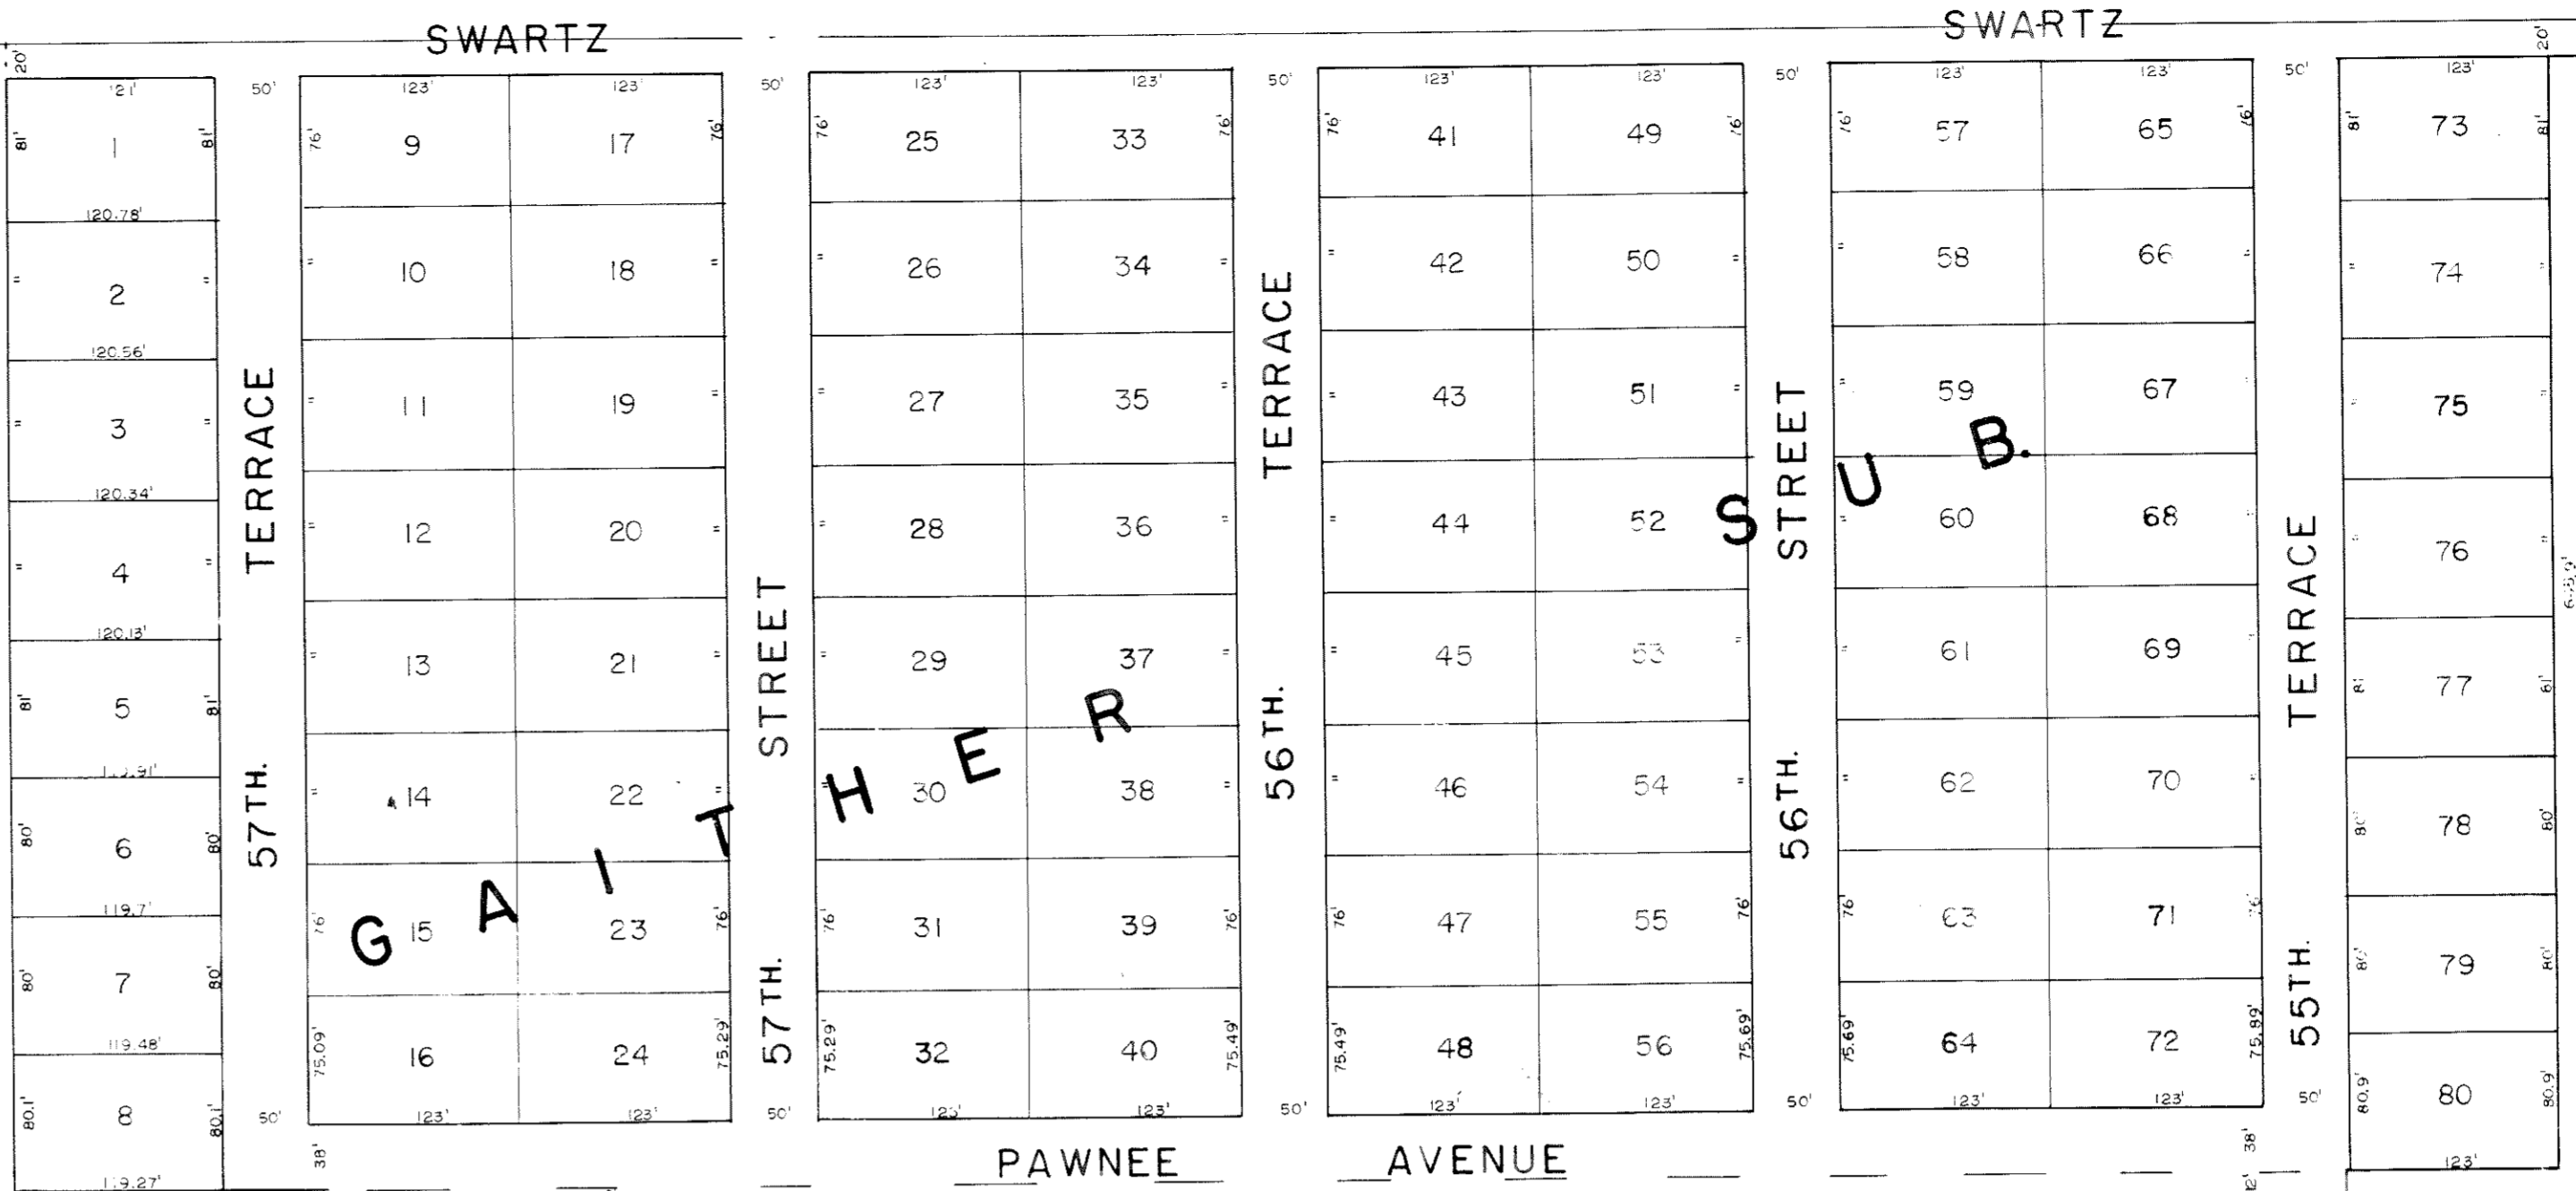 SWARTZ SWARTZ
20' 20'
121' 50' 123' 123' 50' 123' 123' 50' 123' 123' 50' 123' 123' 50' 123'
81' 1 81' 76' 9 17 76' 76' 25 33 76' 76' 41 49 76' 76' 57 65 76' 81' 73 81'
120.78'
" 2 " " 10 18 " " 26 34 " " 42 50 " " 58 66 " " 74 "
120.56'
" 3 " " 11 19 " " 27 35 " " 43 51 " " 59 67 " " 75 "
120.34'
" 4 " " 12 20 " " 28 36 " " 44 52 " " 60 68 " " 76 "
120.13'
81' 5 81' " 13 21 " " 29 37 " " 45 53 " " 61 69 " 81' 77 81'
80' 6 80' " 14 22 " " 30 38 " " 46 54 " " 62 70 " 80' 78 80'
119.7'
80' 7 80' 76' 15 23 76' 76' 31 39 76' 76' 47 55 76' 76' 63 71 76' 80' 79 80'
119.48'
80.1' 8 80.1' 75.09' 16 24 75.29' 75.29' 32 40 75.49' 75.49' 48 56 75.69' 75.69' 64 72 75.89' 80.9' 80 80.9'
50' 123' 123' 50' 123' 123' 50' 123' 123' 50' 123' 123' 50' 123'
119.27'
38' 38'
12'
57TH. TERRACE
57TH. STREET
56TH. TERRACE
56TH. STREET
55TH. TERRACE
GAITHER SUB.
PAWNEE AVENUE